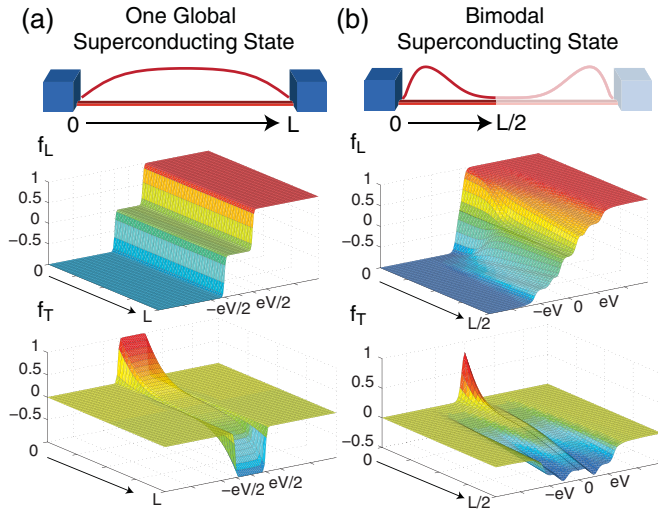 (a) One Global
Superconducting State
0 L
f_L
1
0.5
0
−0.5
0
L
−eV/2 eV/2
f_T
1
0.5
0
−0.5
0
L
−eV/2 eV/2
(b) Bimodal
Superconducting State
0 L/2
f_L
1
0.5
0
−0.5
0
L/2
−eV 0 eV
f_T
1
0.5
0
−0.5
0
L/2
−eV 0 eV